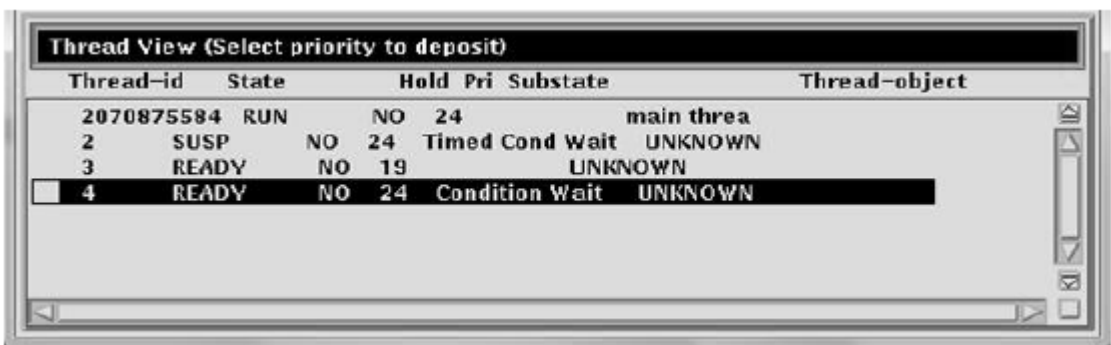 Thread View (Select priority to deposit)
Thread-id State Hold Pri Substate Thread-object
2070875584 RUN NO 24 main threa
2 SUSP NO 24 Timed Cond Wait UNKNOWN
3 READY NO 19 UNKNOWN
4 READY NO 24 Condition Wait UNKNOWN